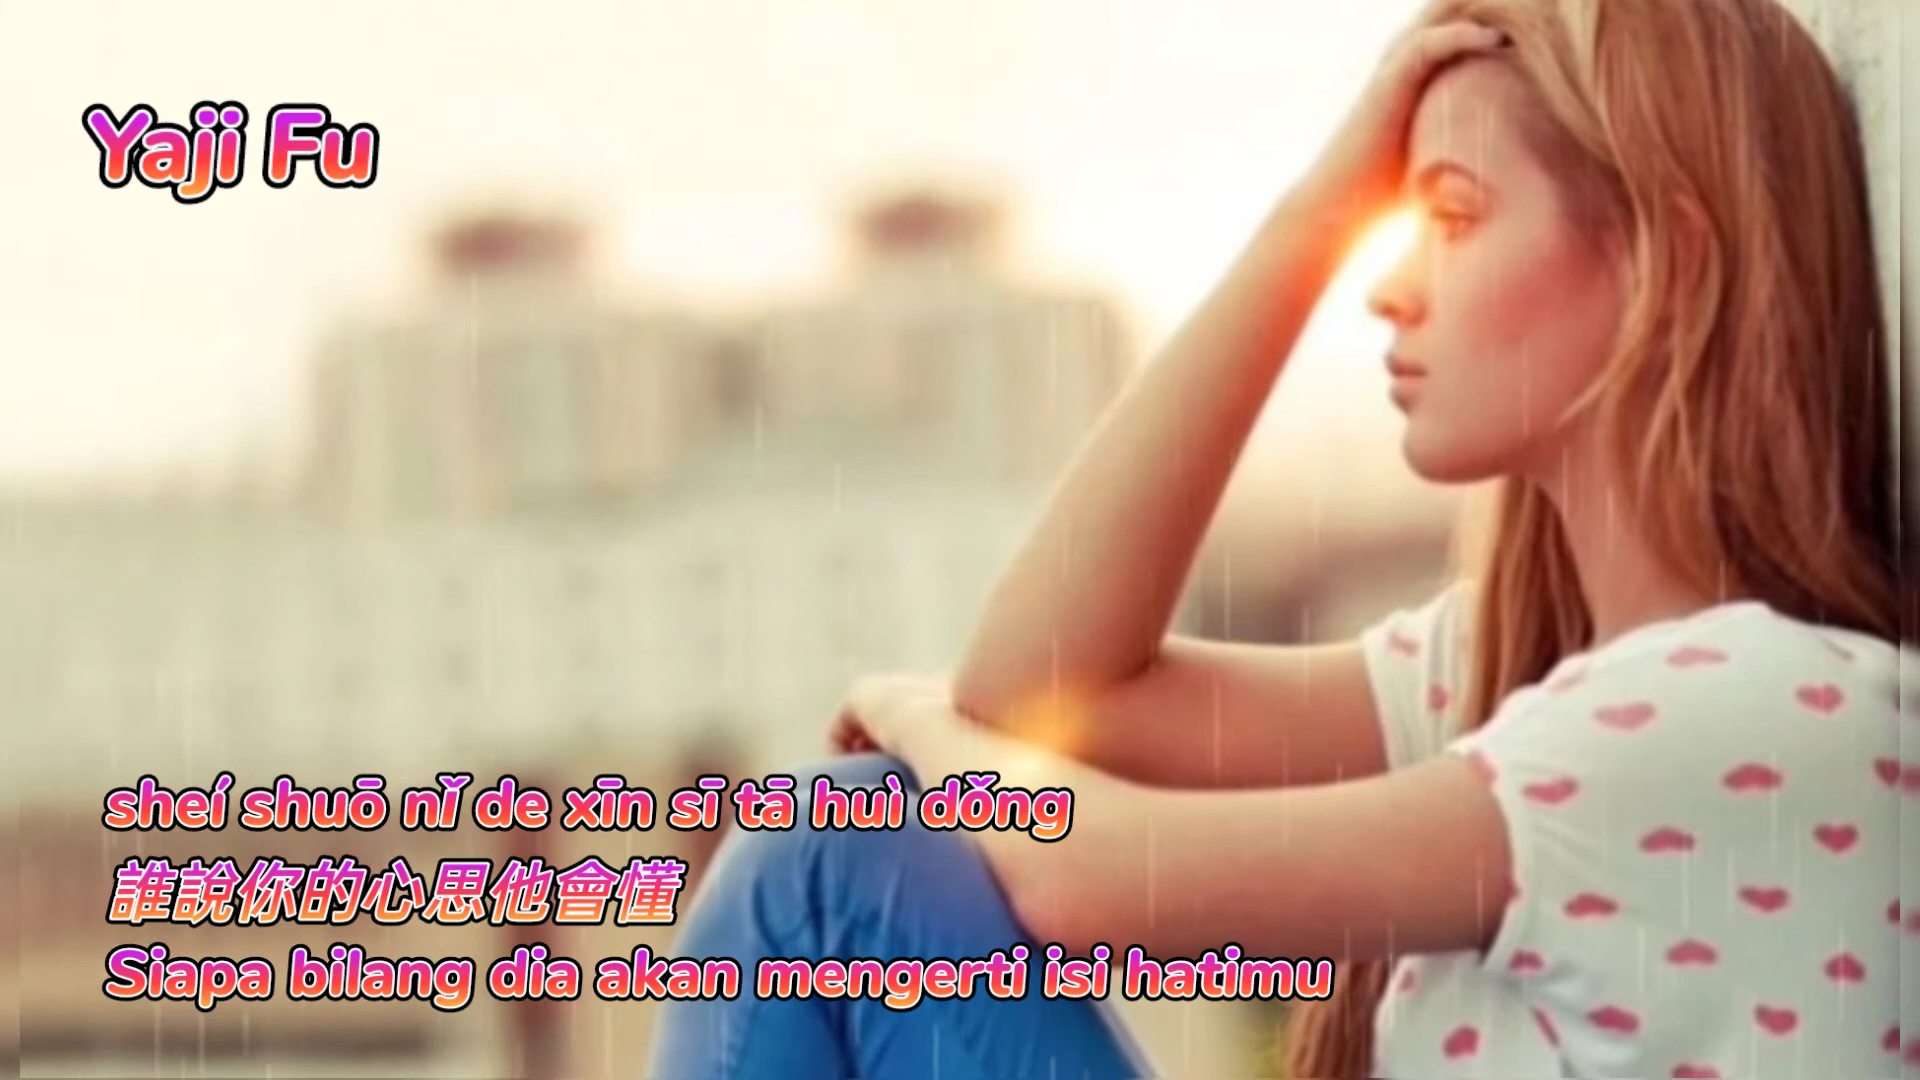 Yaji Fu
sheí shuō nǐ de xīn sī tā huì dǒng
誰說你的心思他會懂
Siapa bilang dia akan mengerti isi hatimu